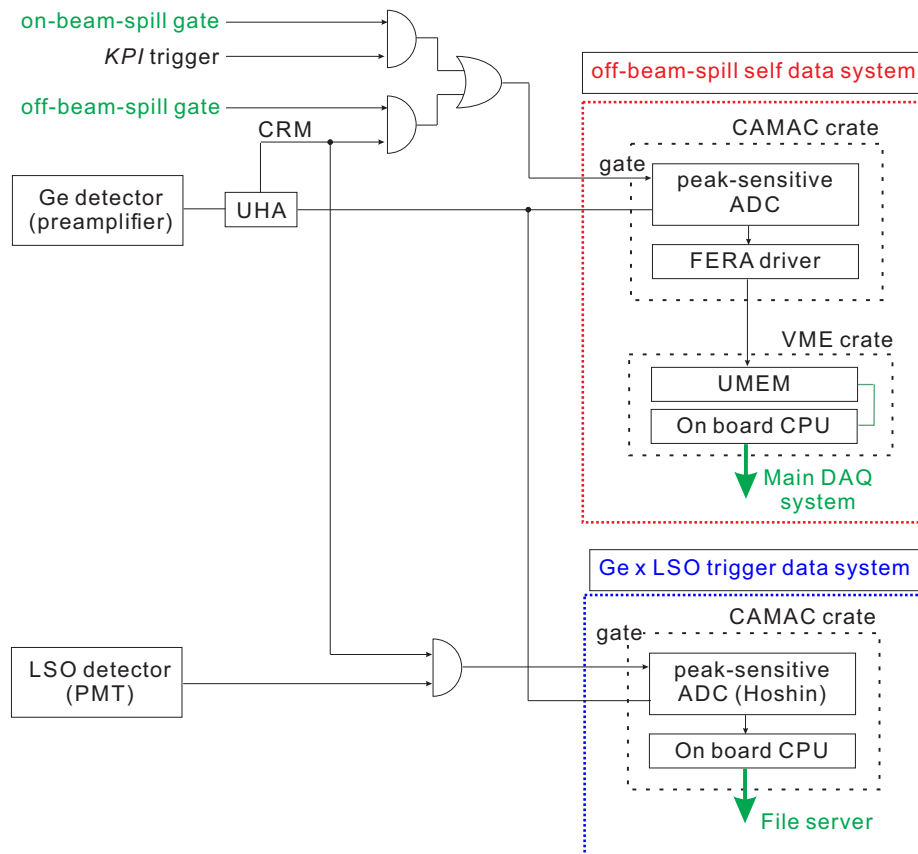 on-beam-spill gate
KPI trigger
off-beam-spill gate
CRM
Ge detector
(preamplifier)
UHA
off-beam-spill self data system
CAMAC crate
gate
peak-sensitive
ADC
FERA driver
VME crate
UMEM
On board CPU
Main DAQ
system
Ge x LSO trigger data system
CAMAC crate
gate
LSO detector
(PMT)
peak-sensitive
ADC (Hoshin)
On board CPU
File server